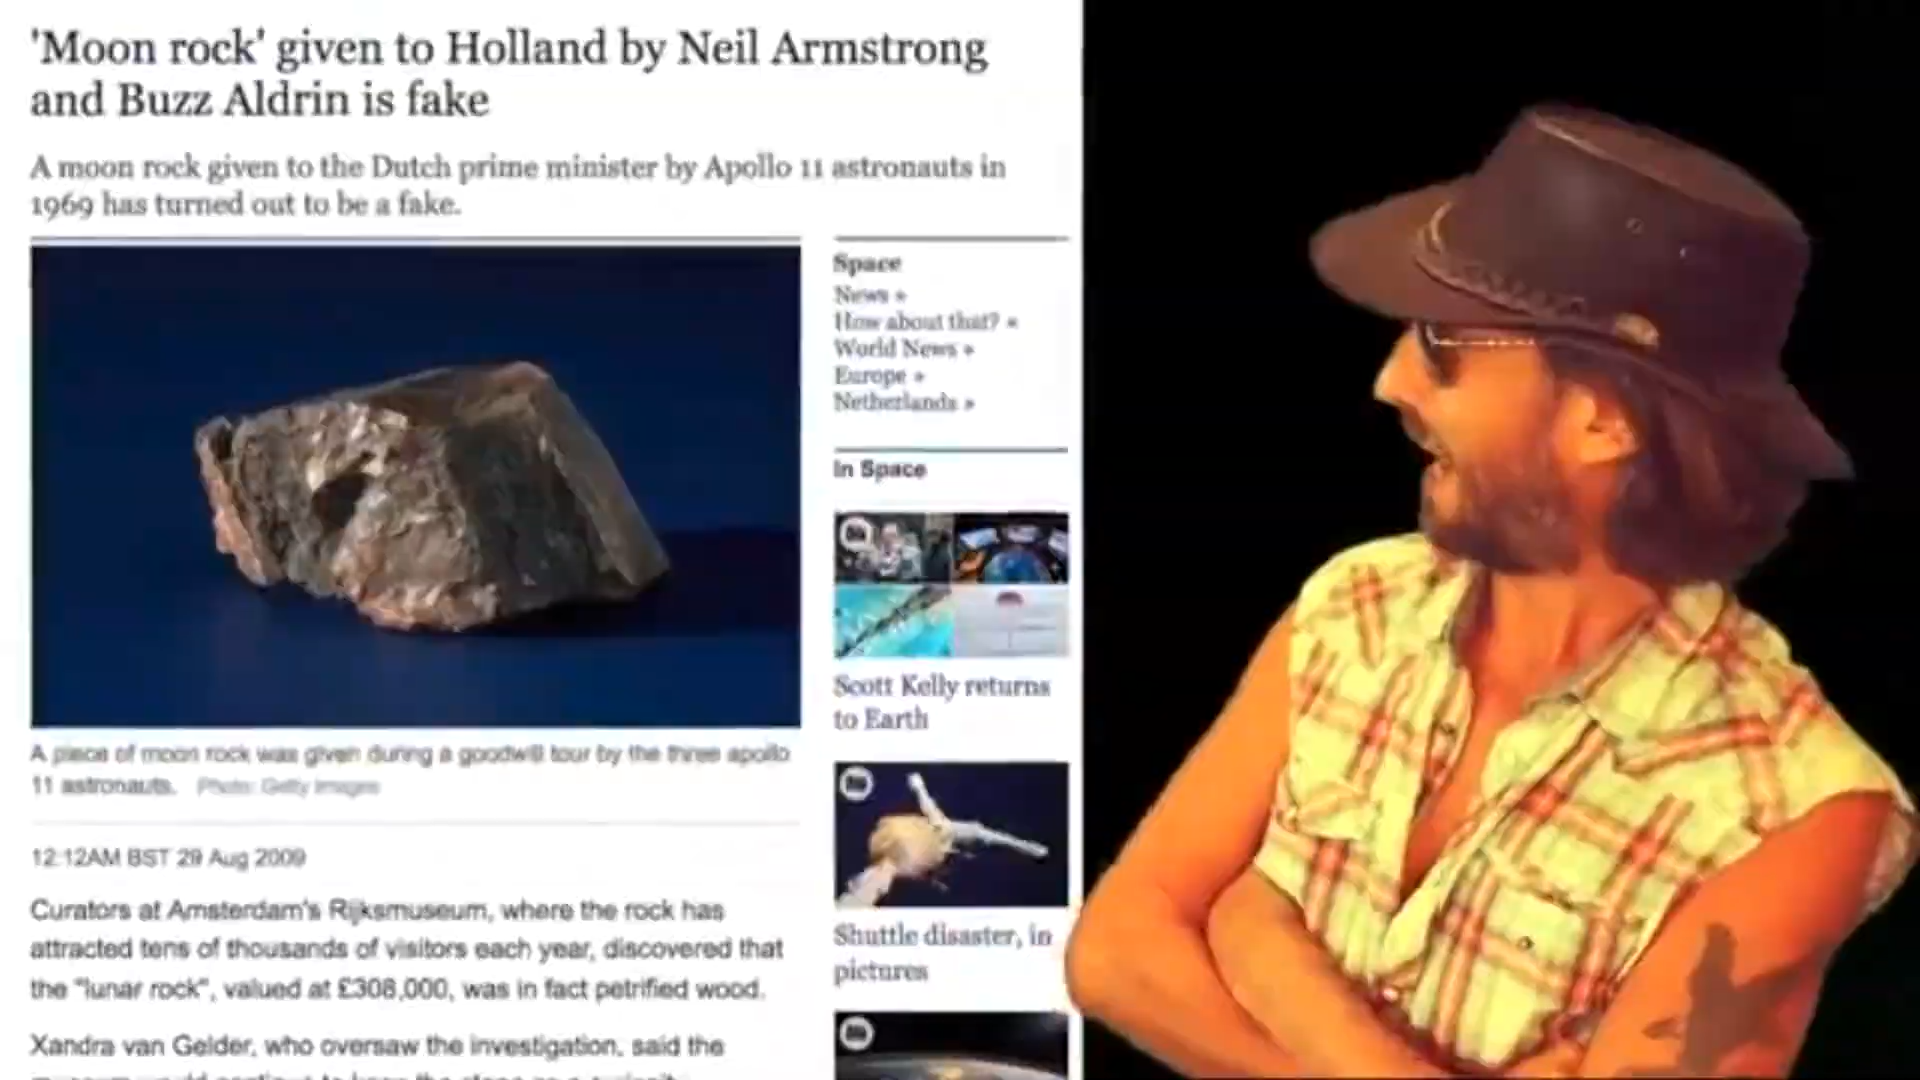 'Moon rock' given to Holland by Neil Armstrong
and Buzz Aldrin is fake
A moon rock given to the Dutch prime minister by Apollo 11 astronauts in
1969 has turned out to be a fake.
A piece of moon rock was given during a goodwill tour by the three apollo
11 astronauts. Photo: Getty Images
12:12AM BST 29 Aug 2009
Curators at Amsterdam's Rijksmuseum, where the rock has
attracted tens of thousands of visitors each year, discovered that
the "lunar rock", valued at £308,000, was in fact petrified wood.
Xandra van Gelder, who oversaw the investigation, said the
Space
News »
How about that? «
World News »
Europe »
Netherlands »
In Space
Scott Kelly returns
to Earth
Shuttle disaster, in
pictures